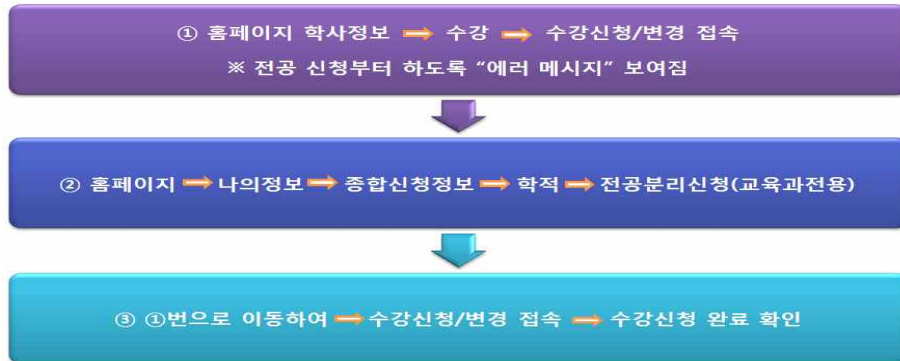 ① 홈페이지 학사정보 ➡ 수강 ➡ 수강신청/변경 접속
※ 전공 신청부터 하도록 “에러 메시지” 보여짐
② 홈페이지 ➡ 나의정보 ➡ 종합신청정보 ➡ 학적 ➡ 전공분리신청(교육과전용)
③ ①번으로 이동하여 ➡ 수강신청/변경 접속 ➡ 수강신청 완료 확인